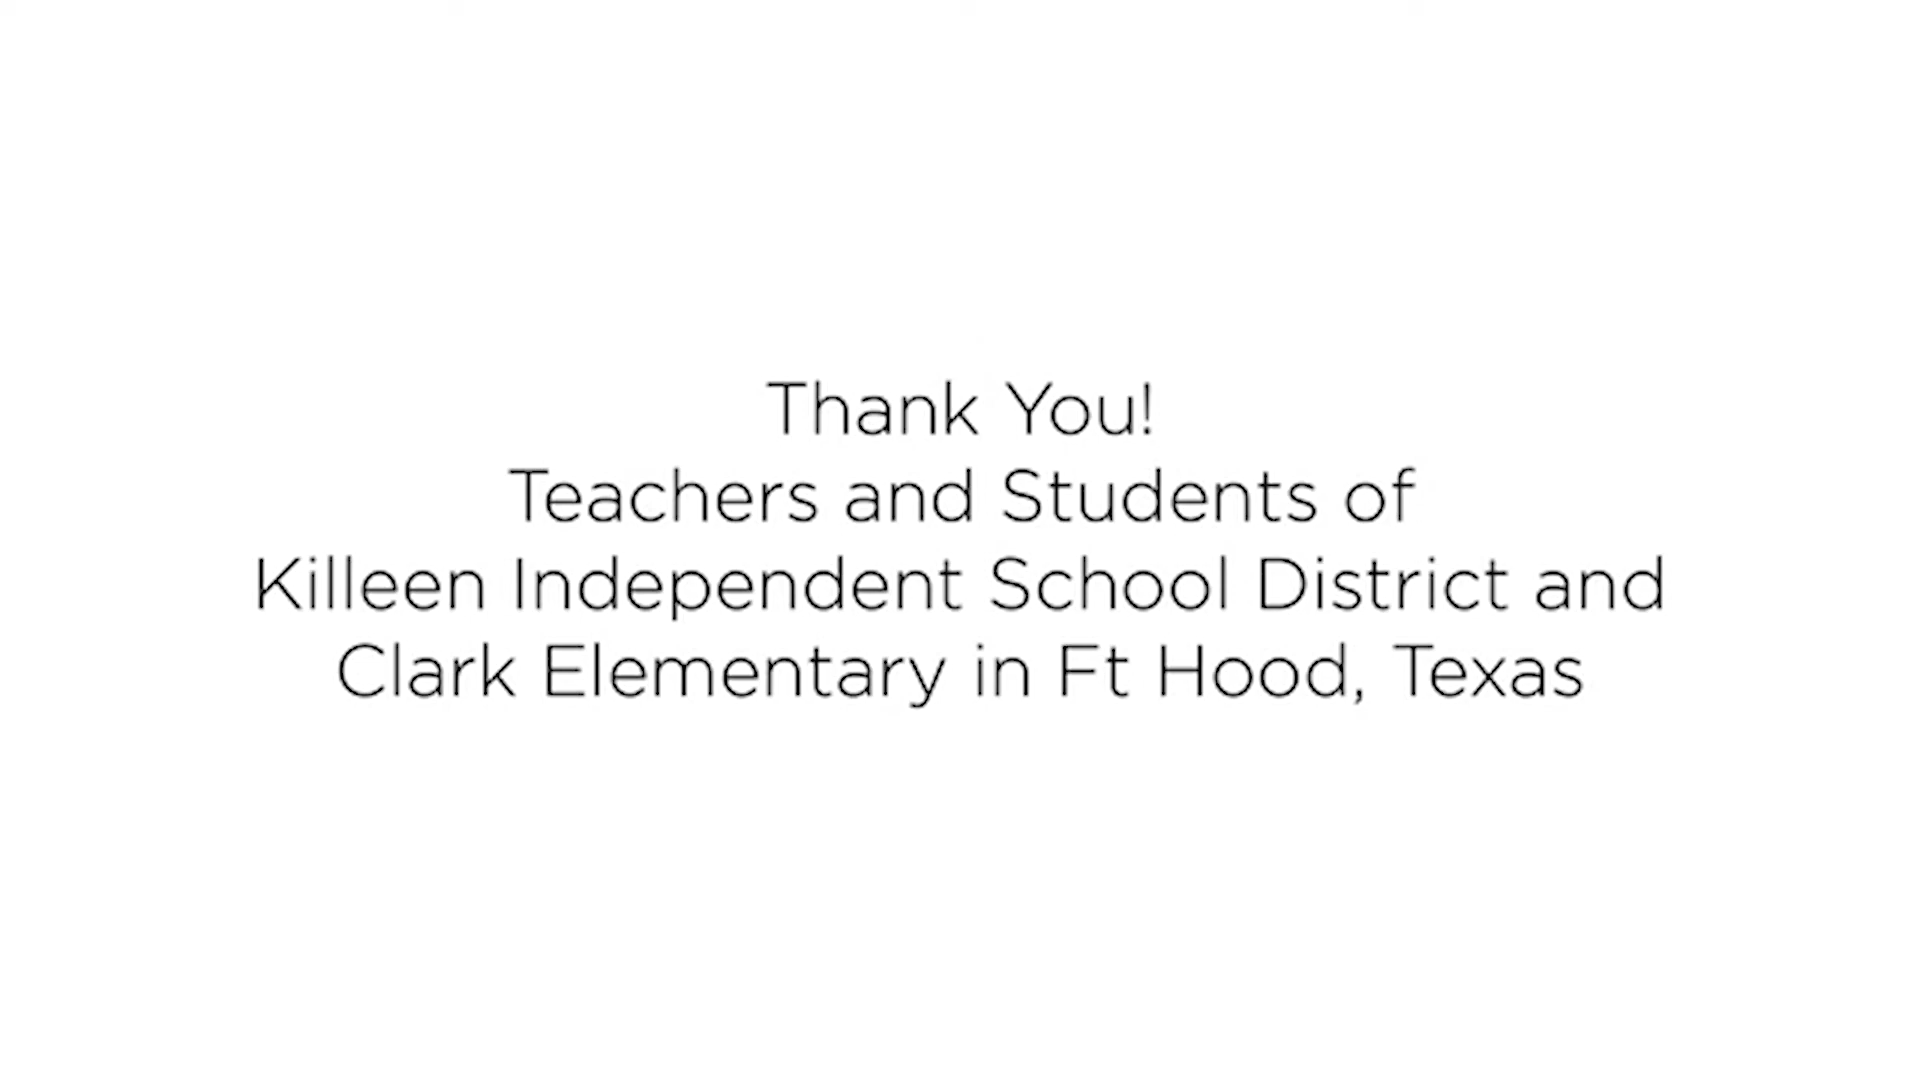 Thank You!
Teachers and Students of
Killeen Independent School District and
Clark Elementary in Ft Hood, Texas